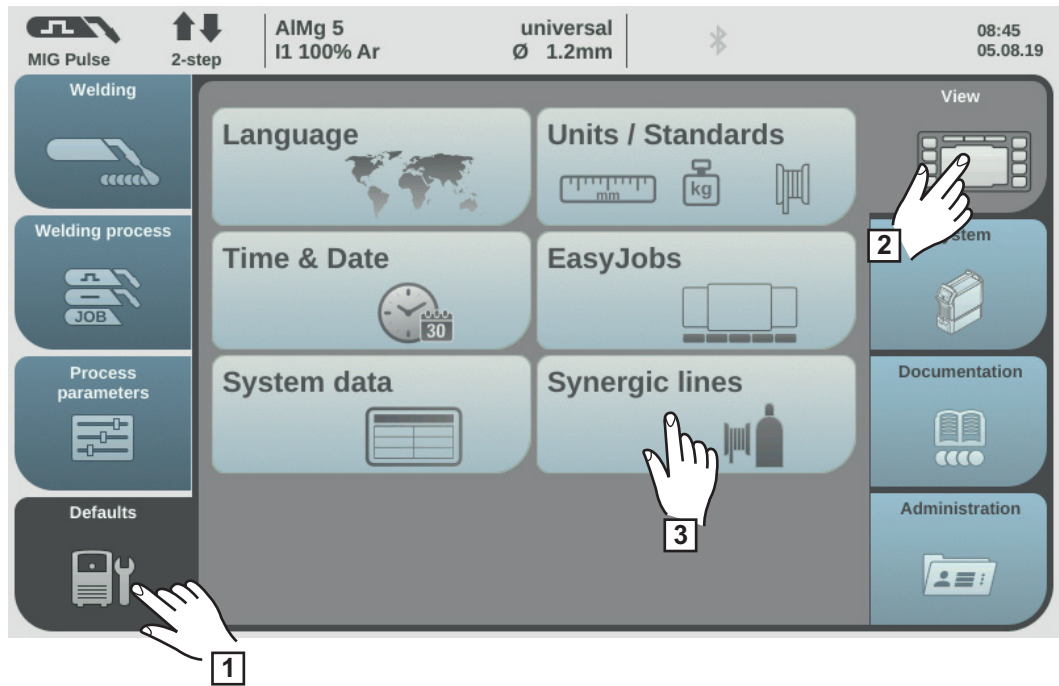 MIG Pulse
2-step
AlMg 5
I1 100% Ar
universal
Ø 1.2mm
08:45
05.08.19
Welding
Welding process
JOB
Process
parameters
Defaults
Language
Units / Standards
mm
kg
Time & Date
30
EasyJobs
System data
Synergic lines
View
Documentation
Administration
1
2
3